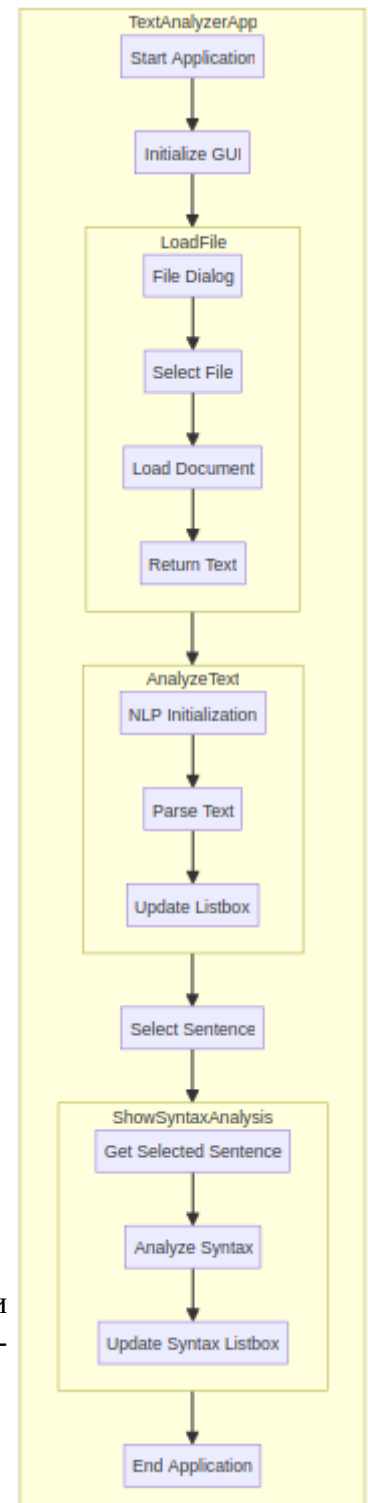 TextAnalyzerApp
Start Application
Initialize GUI
LoadFile
File Dialog
Select File
Load Document
Return Text
AnalyzeText
NLP Initialization
Parse Text
Update Listbox
Select Sentence
ShowSyntaxAnalysis
Get Selected Sentence
Analyze Syntax
и
-
Update Syntax Listbox
End Application